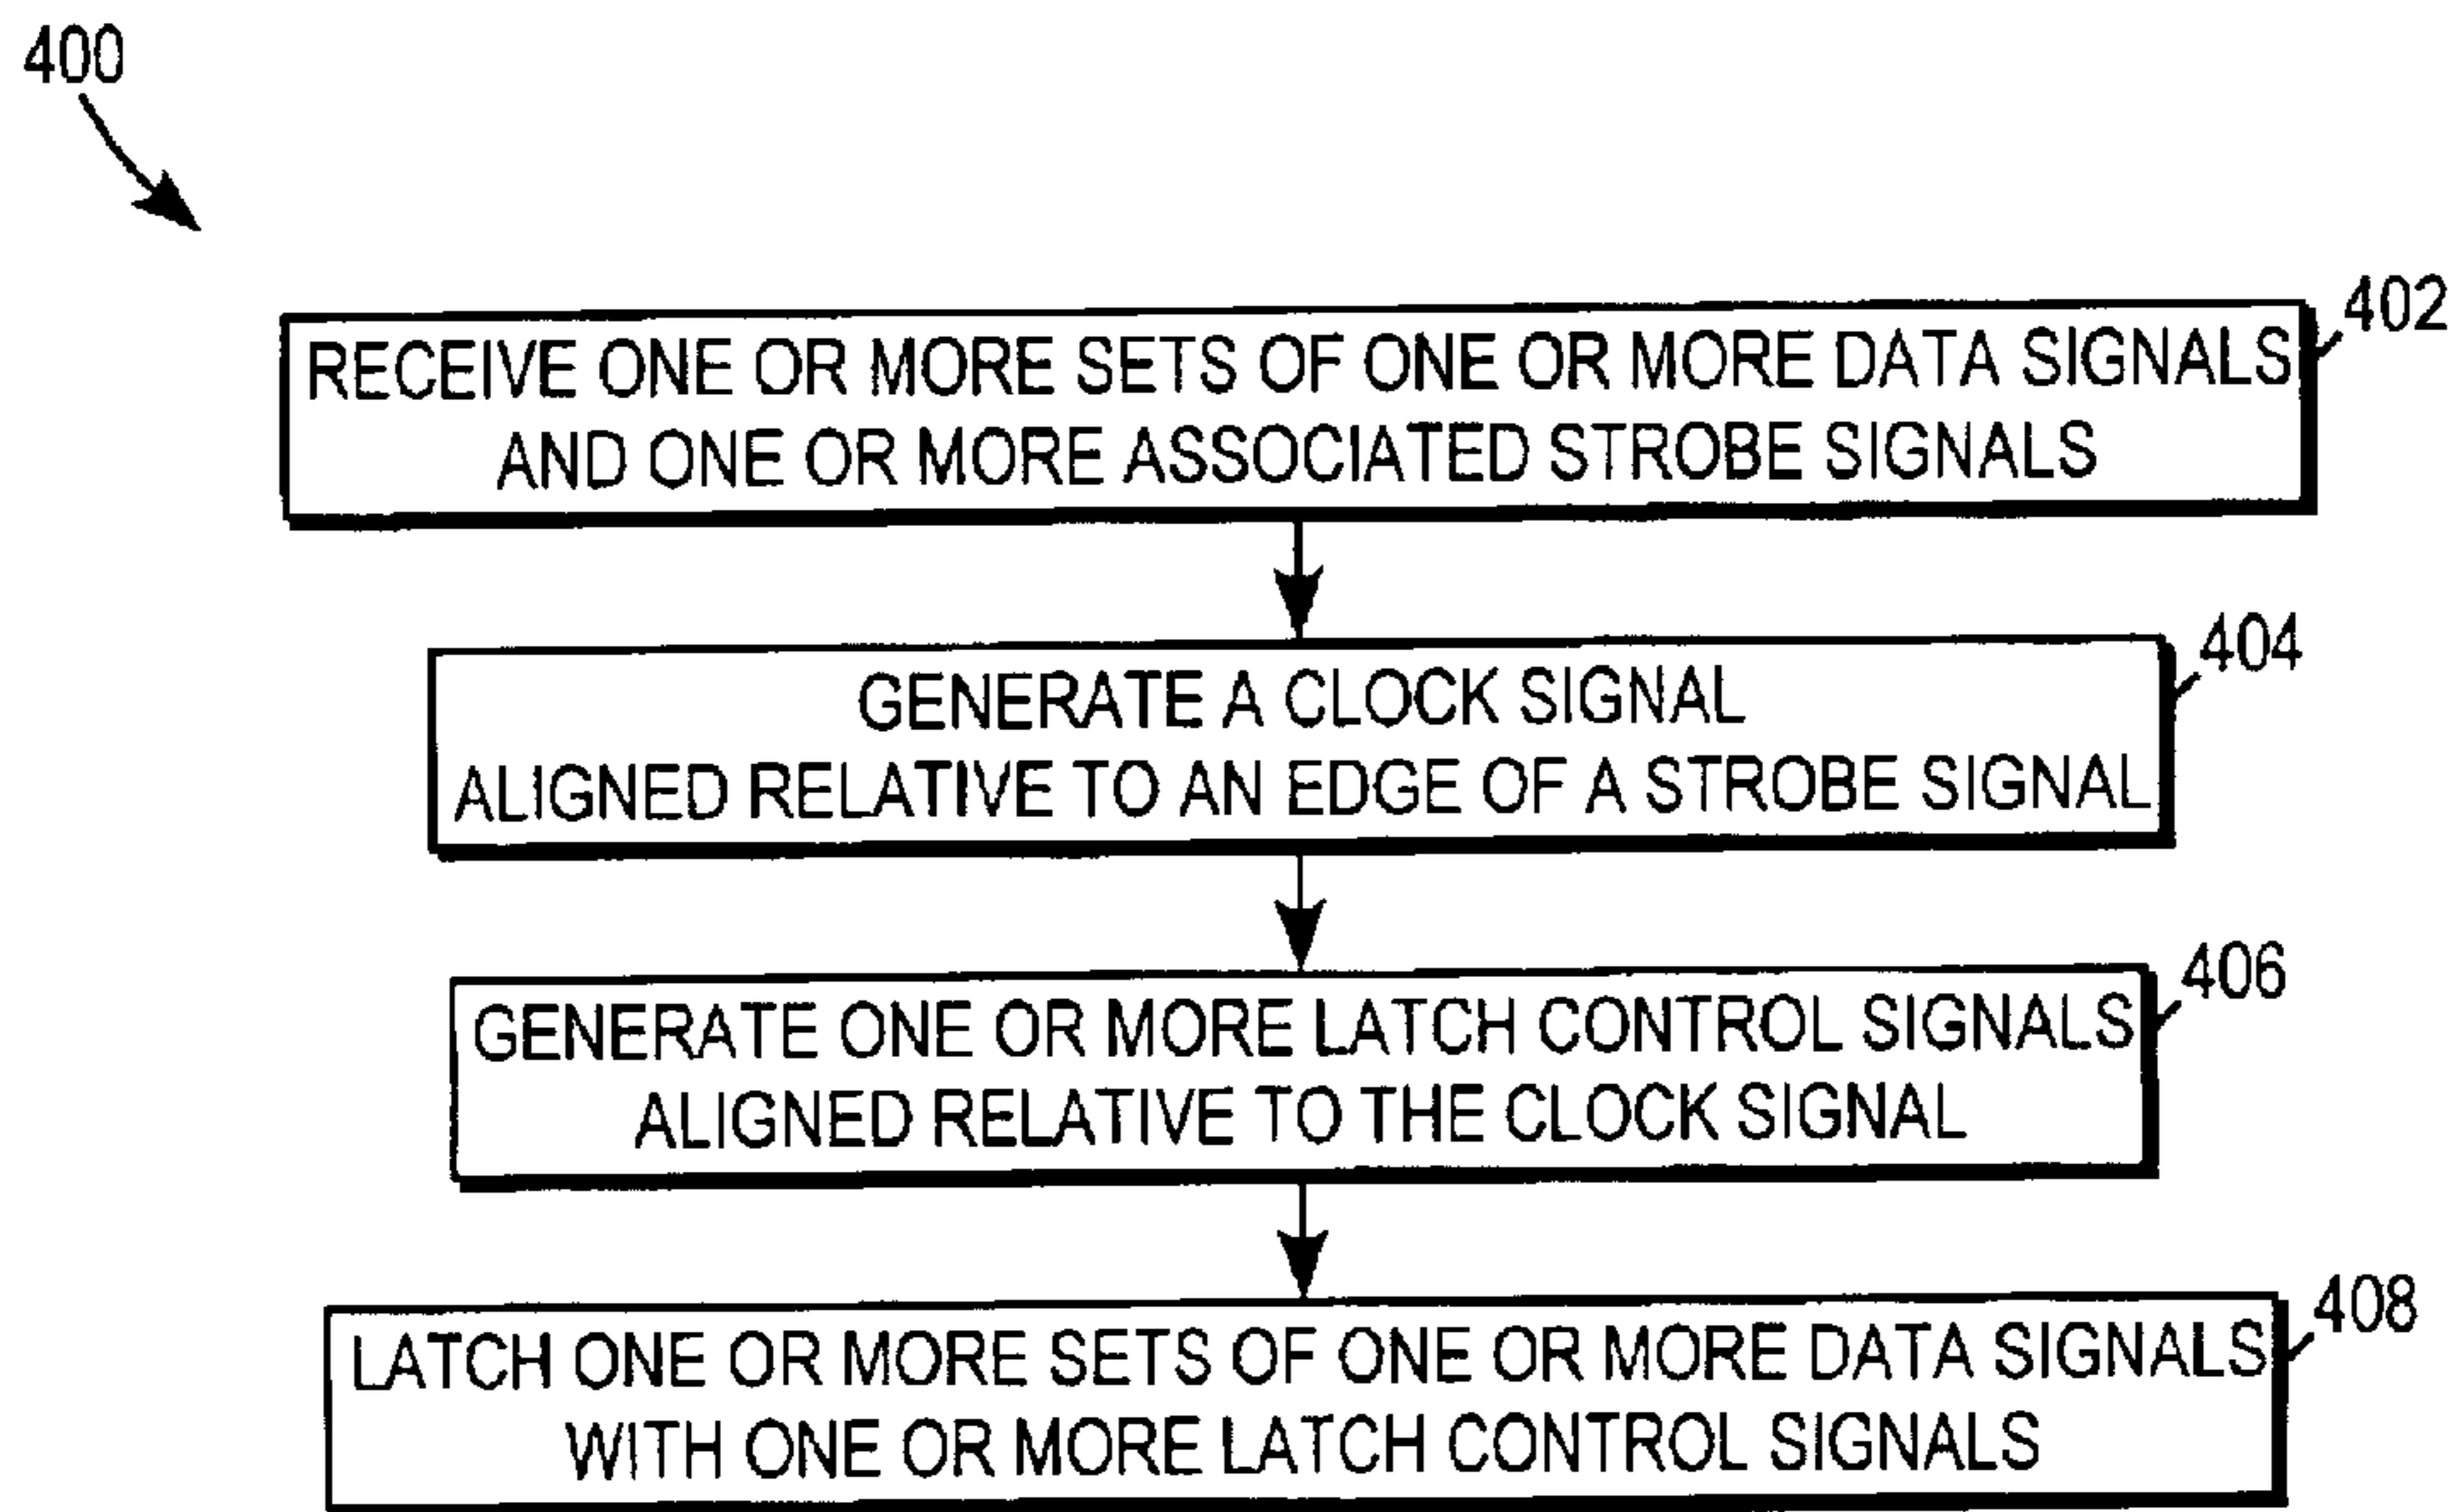 400
402
RECEIVE ONE OR MORE SETS OF ONE OR MORE DATA SIGNALS
AND ONE OR MORE ASSOCIATED STROBE SIGNALS
404
GENERATE A CLOCK SIGNAL
ALIGNED RELATIVE TO AN EDGE OF A STROBE SIGNAL
406
GENERATE ONE OR MORE LATCH CONTROL SIGNALS
ALIGNED RELATIVE TO THE CLOCK SIGNAL
408
LATCH ONE OR MORE SETS OF ONE OR MORE DATA SIGNALS
WITH ONE OR MORE LATCH CONTROL SIGNALS